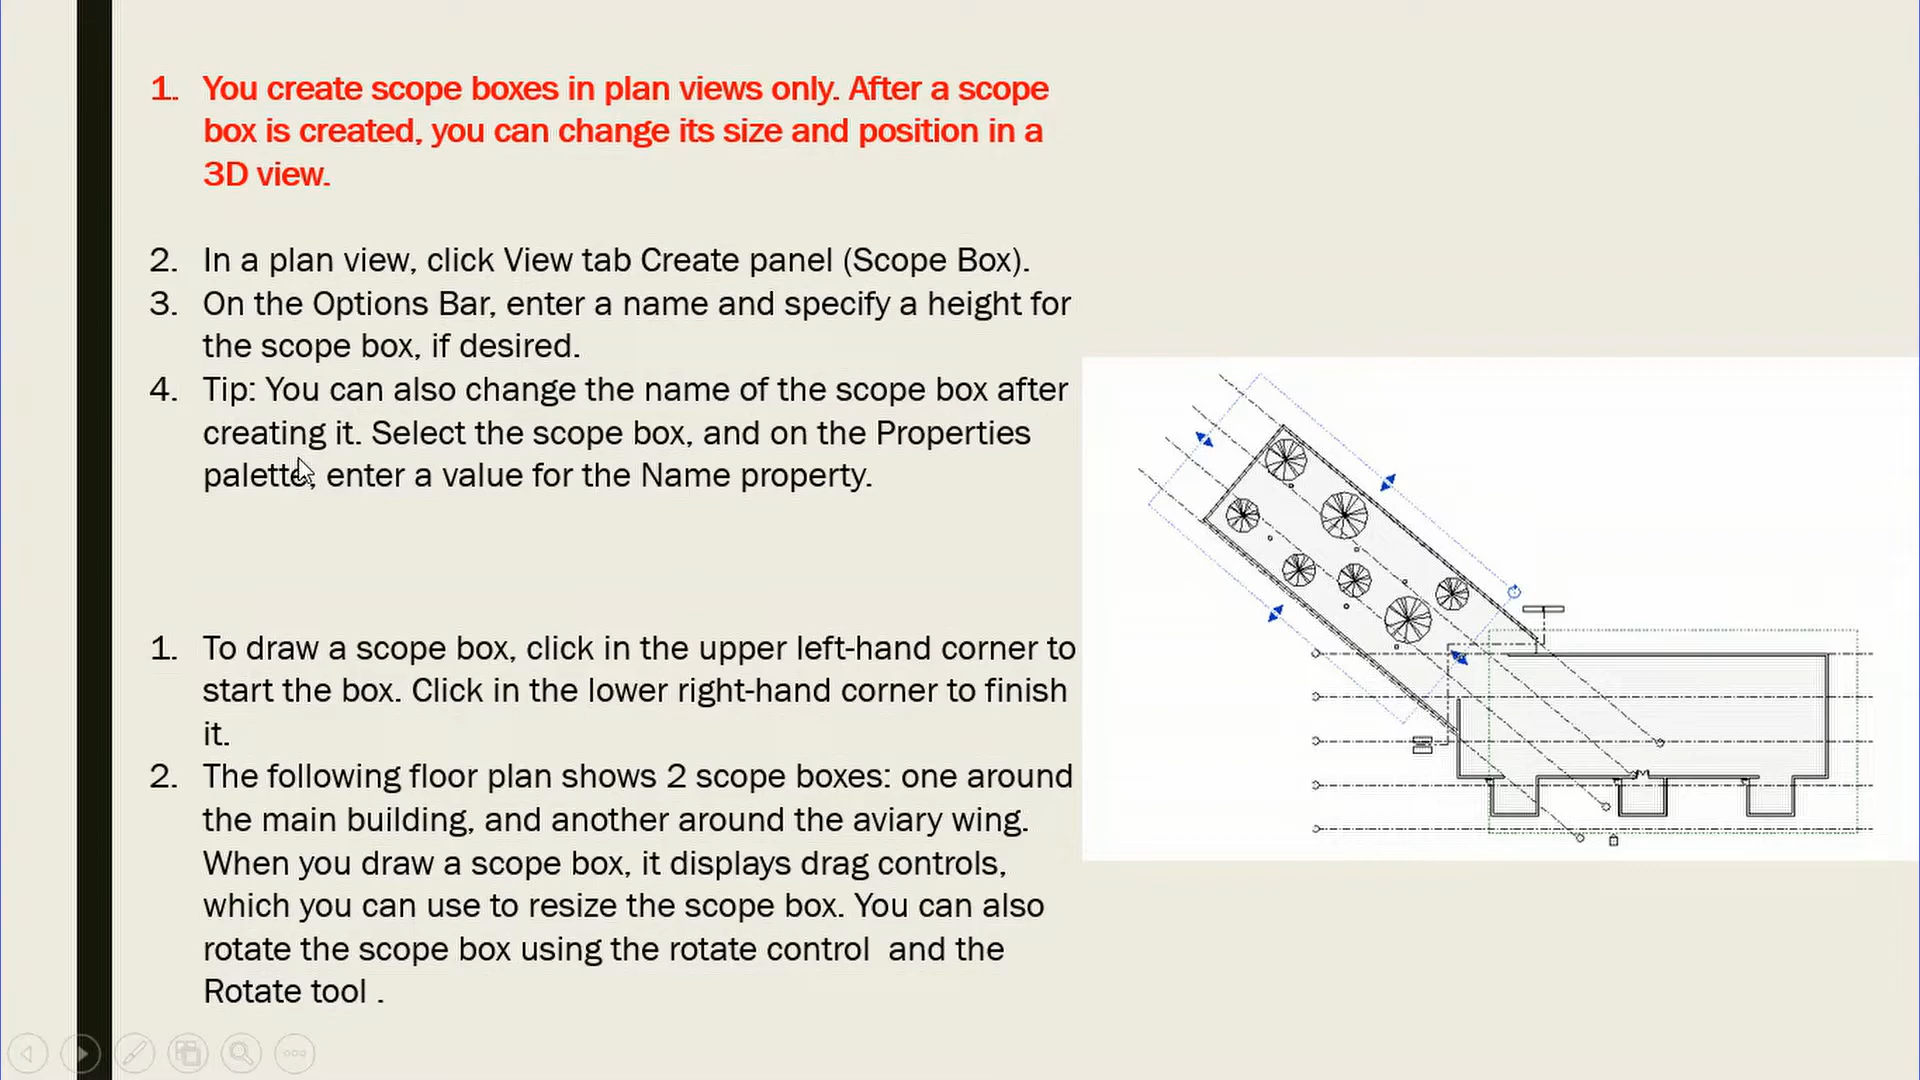 1. You create scope boxes in plan views only. After a scope
box is created, you can change its size and position in a
3D view.
2. In a plan view, click View tab Create panel (Scope Box).
3. On the Options Bar, enter a name and specify a height for
the scope box, if desired.
4. Tip: You can also change the name of the scope box after
creating it. Select the scope box, and on the Properties
palette, enter a value for the Name property.
1. To draw a scope box, click in the upper left-hand corner to
start the box. Click in the lower right-hand corner to finish
it.
2. The following floor plan shows 2 scope boxes: one around
the main building, and another around the aviary wing.
When you draw a scope box, it displays drag controls,
which you can use to resize the scope box. You can also
rotate the scope box using the rotate control  and the
Rotate tool .